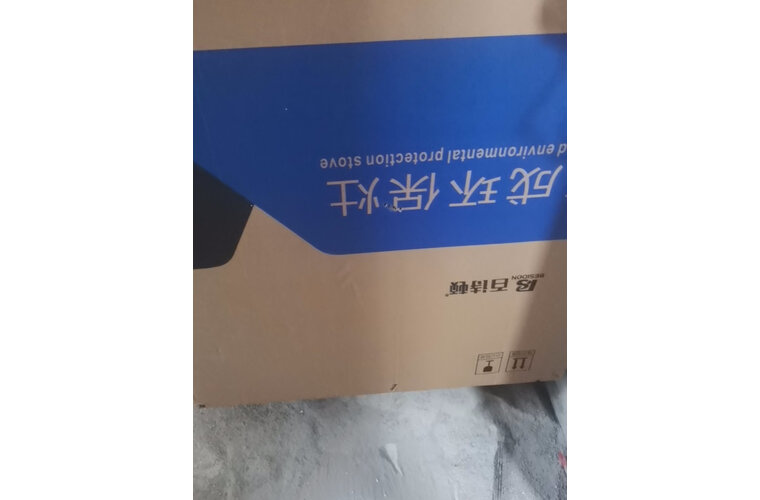 百诗顿
BESIDON
成环保灶
d environmental protection stove